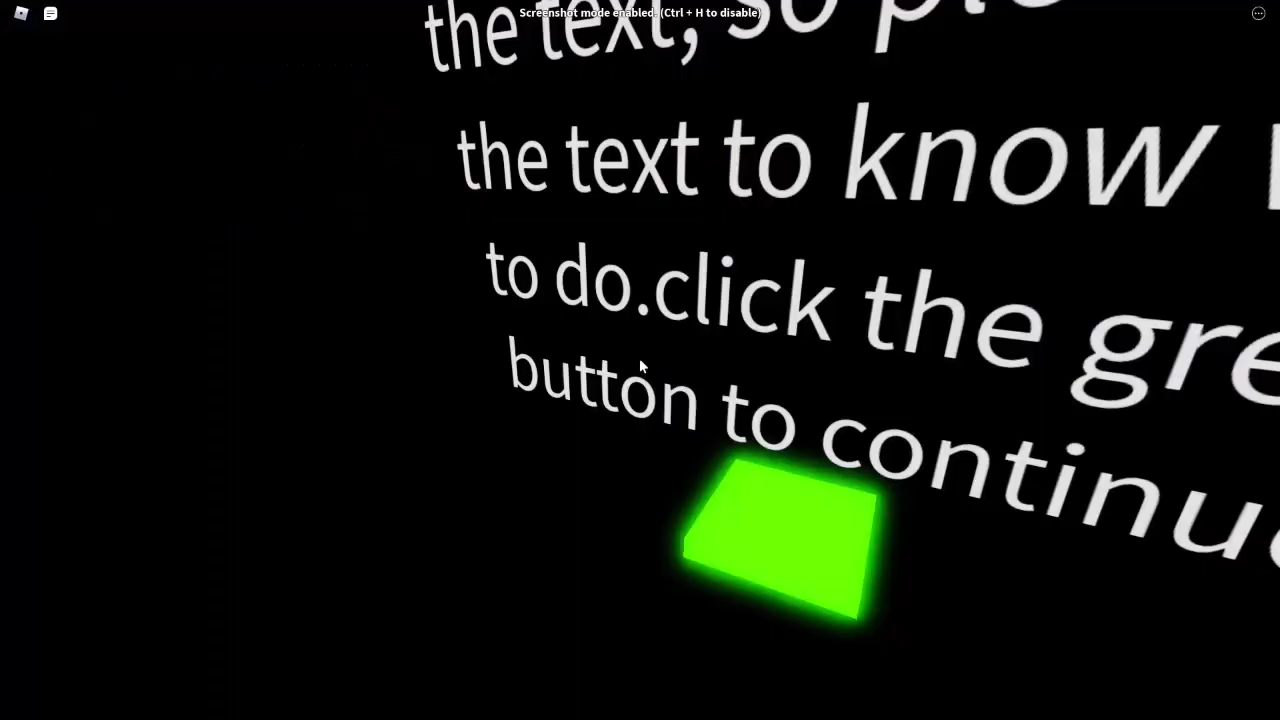 Screenshot mode enabled. (Ctrl + H to disable)
the text, so
the text to know
to do.click the
button to continue